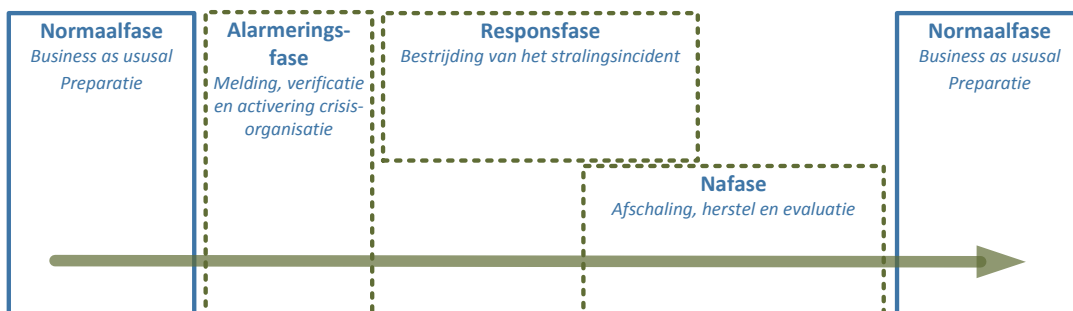 Normaalfase
Business as ususal
Preparatie
Alarmerings-
fase
Melding, verificatie
en activering crisis-
organisatie
Responsfase
Bestrijding van het stralingsincident
Nafase
Afschaling, herstel en evaluatie
Normaalfase
Business as ususal
Preparatie